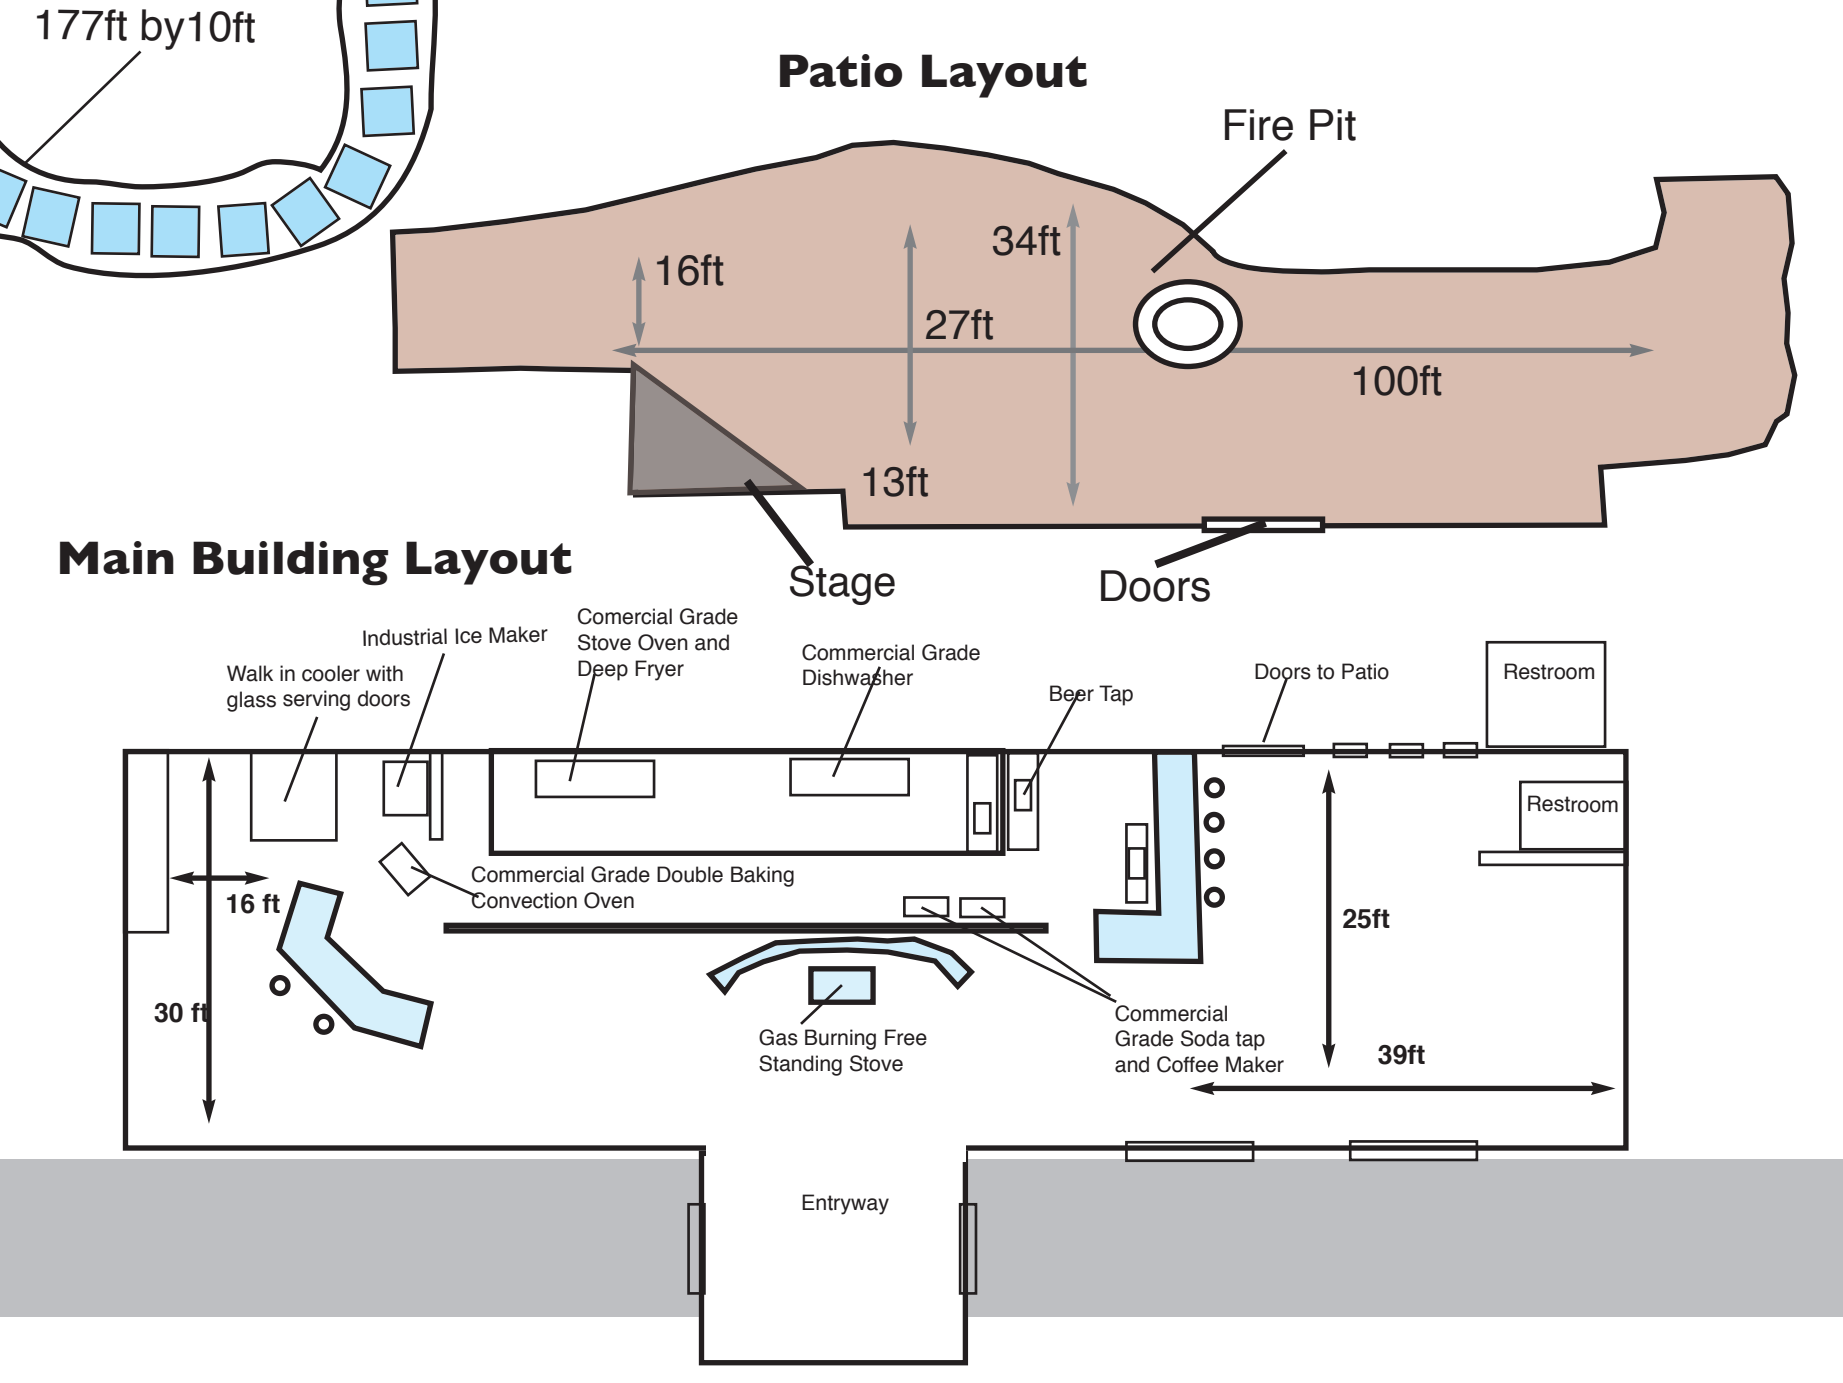 177ft by10ft
Patio Layout
Fire Pit
34ft
16ft
27ft
100ft
13ft
Stage
Doors
Main Building Layout
Comercial Grade
Stove Oven and
Deep Fryer
Industrial Ice Maker
Walk in cooler with
glass serving doors
Commercial Grade
Dishwasher
Beer Tap
Doors to Patio
Restroom
Restroom
Commercial Grade Double Baking
Convection Oven
16 ft
25ft
30 ft
Gas Burning Free
Standing Stove
Commercial
Grade Soda tap
and Coffee Maker
39ft
Entryway